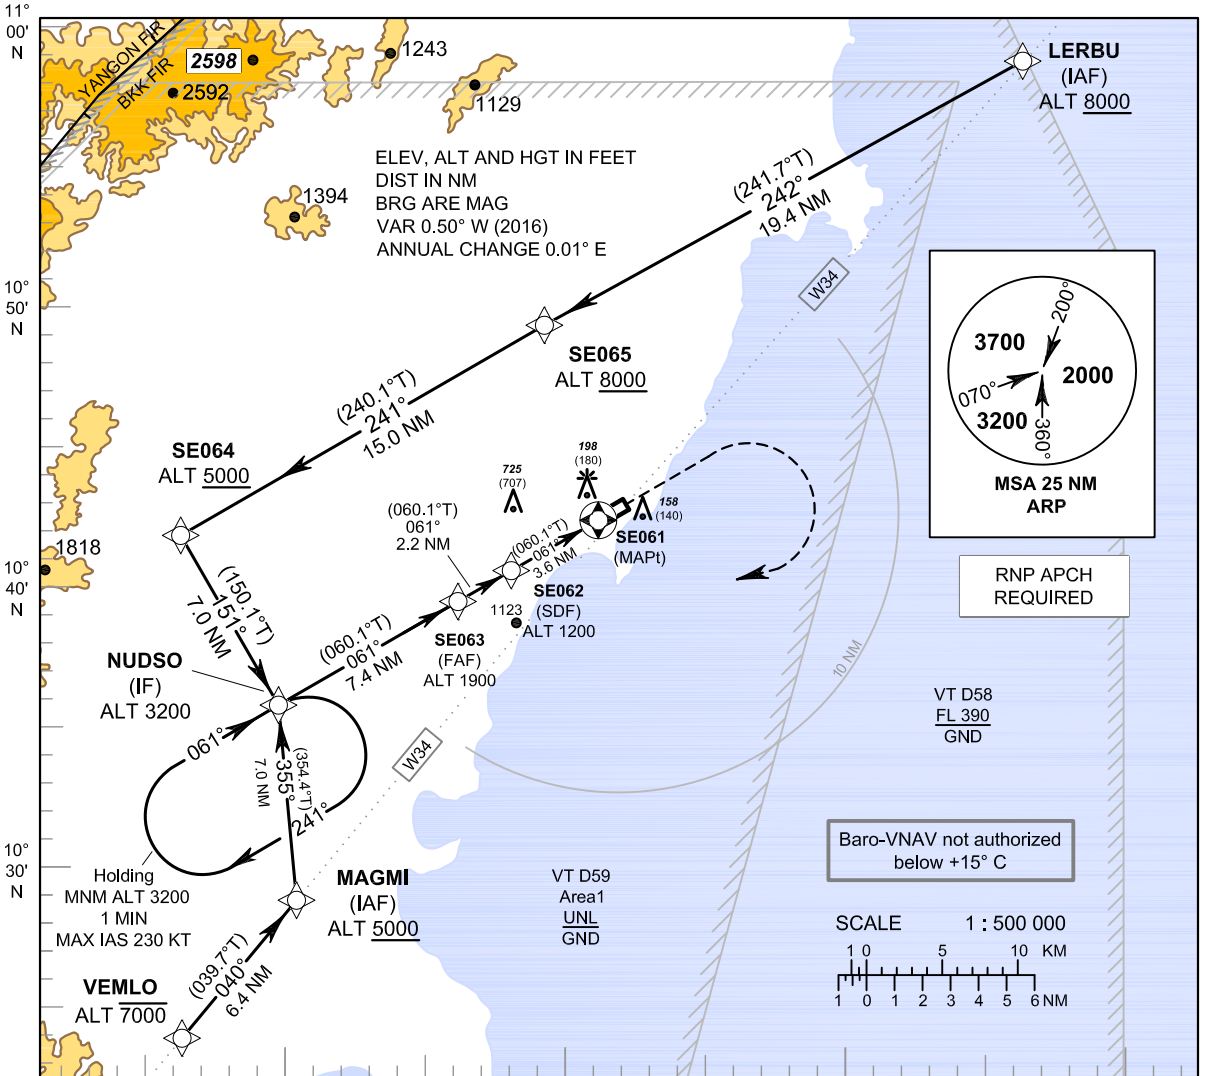 11°
00'
N
YANGON FIR
BKK FIR
2598
2592
1243
1129
1394
LERBU
(IAF)
ALT 8000
ELEV, ALT AND HGT IN FEET
DIST IN NM
BRG ARE MAG
VAR 0.50° W (2016)
ANNUAL CHANGE 0.01° E
(241.7°T)
242°
19.4 NM
W34
10°
50'
N
SE065
ALT 8000
200°
3700
2000
070°
3200
360°
MSA 25 NM
ARP
(240.1°T)
241°
15.0 NM
SE064
ALT 5000
725
(707)
198
(180)
158
(140)
(060.1°T)
061°
2.2 NM
(060.1°T)
061°
3.6 NM
SE061
(MAPt)
1818
10°
40'
N
RNP APCH
REQUIRED
SE062
(SDF)
ALT 1200
1123
SE063
(FAF)
ALT 1900
(150.1°T)
151°
7.0 NM
(060.1°T)
061°
7.4 NM
NUDSO
(IF)
ALT 3200
10 NM
VT D58
FL 390
GND
061°
W34
(354.4°T)
355°
7.0 NM
241°
Baro-VNAV not authorized
below +15° C
10°
30'
N
Holding
MNM ALT 3200
1 MIN
MAX IAS 230 KT
MAGMI
(IAF)
ALT 5000
VT D59
Area1
UNL
GND
SCALE 1 : 500 000
1 0 5 10 KM
1 0 1 2 3 4 5 6 NM
(039.7°T)
040°
6.4 NM
VEMLO
ALT 7000